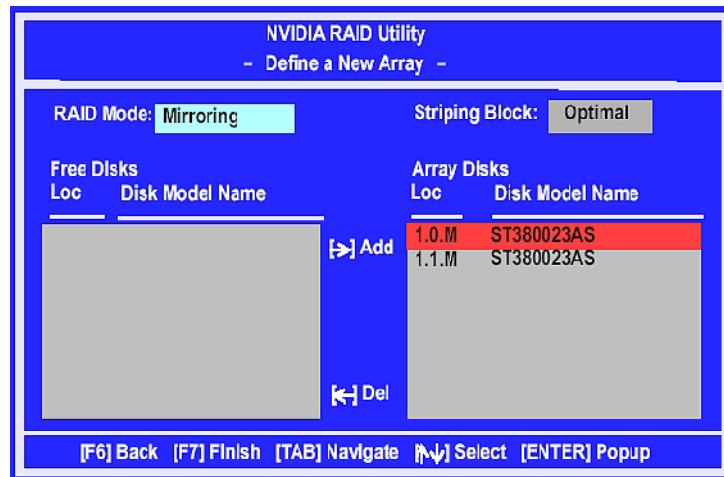 NVIDIA RAID Utility
- Define a New Array -
RAID Mode: Mirroring
Striping Block: Optimal
Free Disks
Loc Disk Model Name
[→] Add
[←] Del
Array Disks
Loc Disk Model Name
1.0.M ST380023AS
1.1.M ST380023AS
[F6] Back [F7] Finish [TAB] Navigate [↑↓] Select [ENTER] Popup